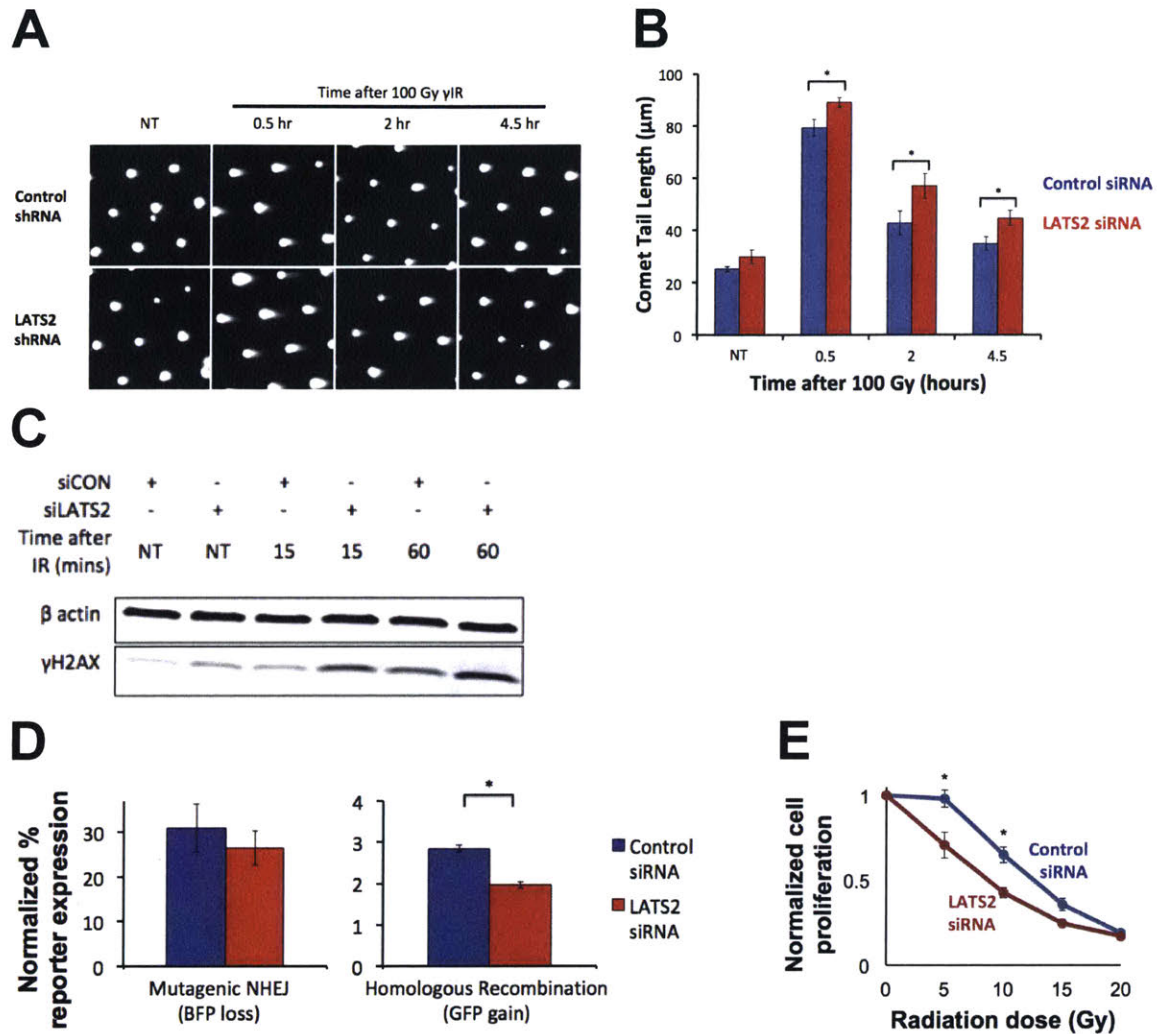 A
Time after 100 Gy γIR
NT 0.5 hr 2 hr 4.5 hr
Control
shRNA
LATS2
shRNA
B
Comet Tail Length (μm)
100
80
60
40
20
0
* * *
NT 0.5 2 4.5
Time after 100 Gy (hours)
Control siRNA
LATS2 siRNA
C
siCON + - + - + -
siLATS2 - + - + - +
Time after
IR (mins) NT NT 15 15 60 60
β actin
γH2AX
D
Normalized %
reporter expression
30
20
10
0
Mutagenic NHEJ
(BFP loss)
4
3
2
1
0
*
Homologous Recombination
(GFP gain)
Control
siRNA
LATS2
siRNA
E
Normalized cell
proliferation
1
0.5
0
* *
Control
siRNA
LATS2
siRNA
0 5 10 15 20
Radiation dose (Gy)